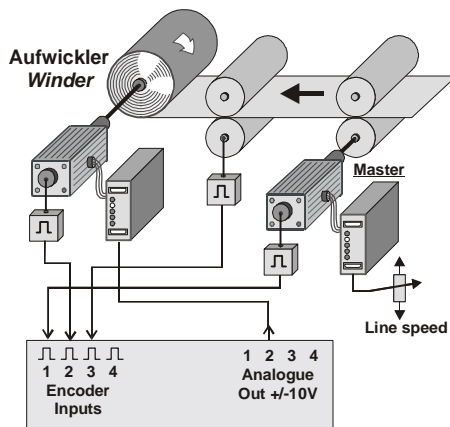 Aufwickler
Winder
Master
Line speed
1 2 3 4
Encoder
Inputs
1 2 3 4
Analogue
Out +/-10V